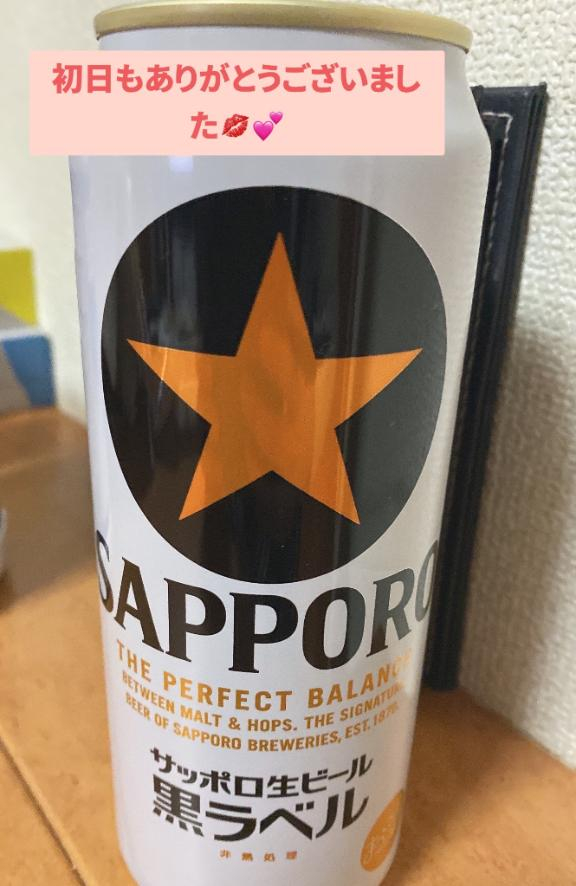 初日もありがとうございまし
た💋💕
SAPPORO
THE PERFECT BALANCE
BETWEEN MALT & HOPS. THE SIGNATURE
BEER OF SAPPORO BREWERIES, EST.1876.
サッポロ生ビール
黒ラベル
非熱処理